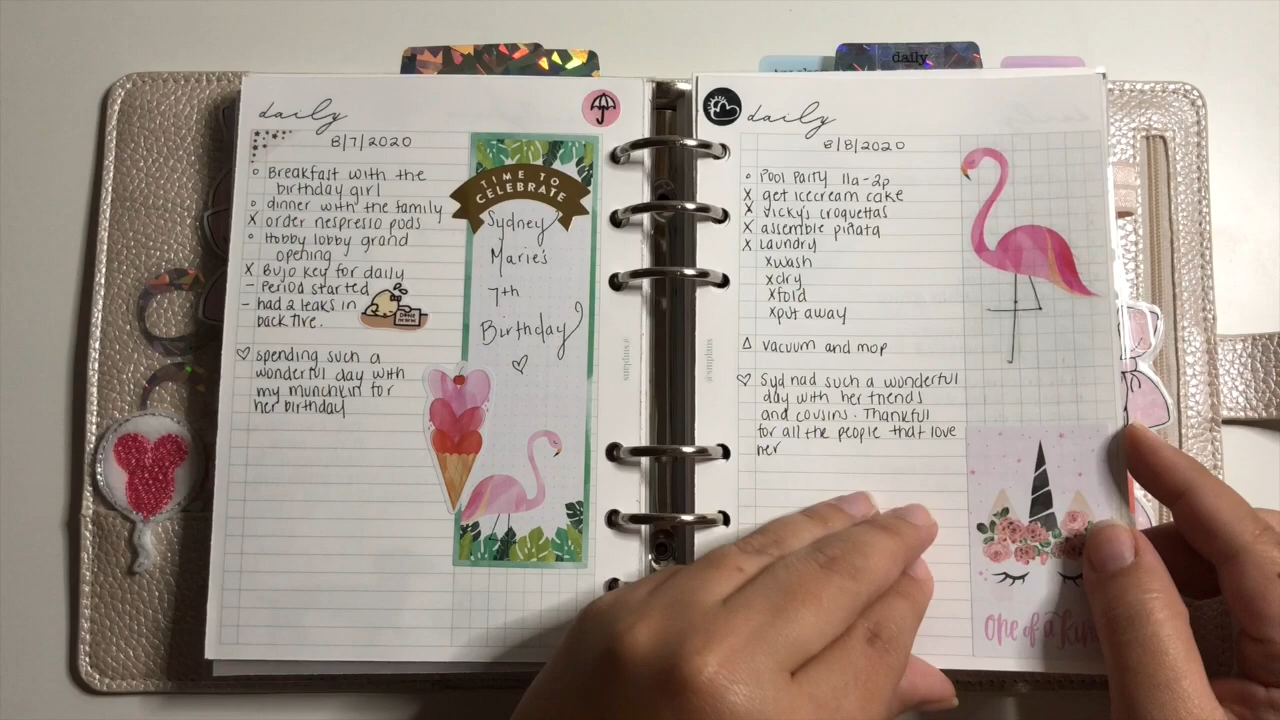 daily
daily
8/7/2020
o Breakfast with the
birthday girl
o dinner with the family
X order nespresso pods
o Hobby lobby grand
opening
X Bujo key for daily
- Period started
- had 2 leaks in
back tire.
DONE
♡ spending such a
wonderful day with
my munchkin for
her birthday
TIME TO
CELEBRATE
Sydney
Marie's
7th
Birthday
♡
daily
8/8/2020
o Pool Party 11a-2p
X get icecream cake
X Vicky's croquettas
X assemble piñata
X Laundry
xwash
xdry
xfold
xput away
Δ vacuum and mop
♡ Syd had such a wonderful
day with her friends
and cousins. Thankful
for all the people that love
her
one of a